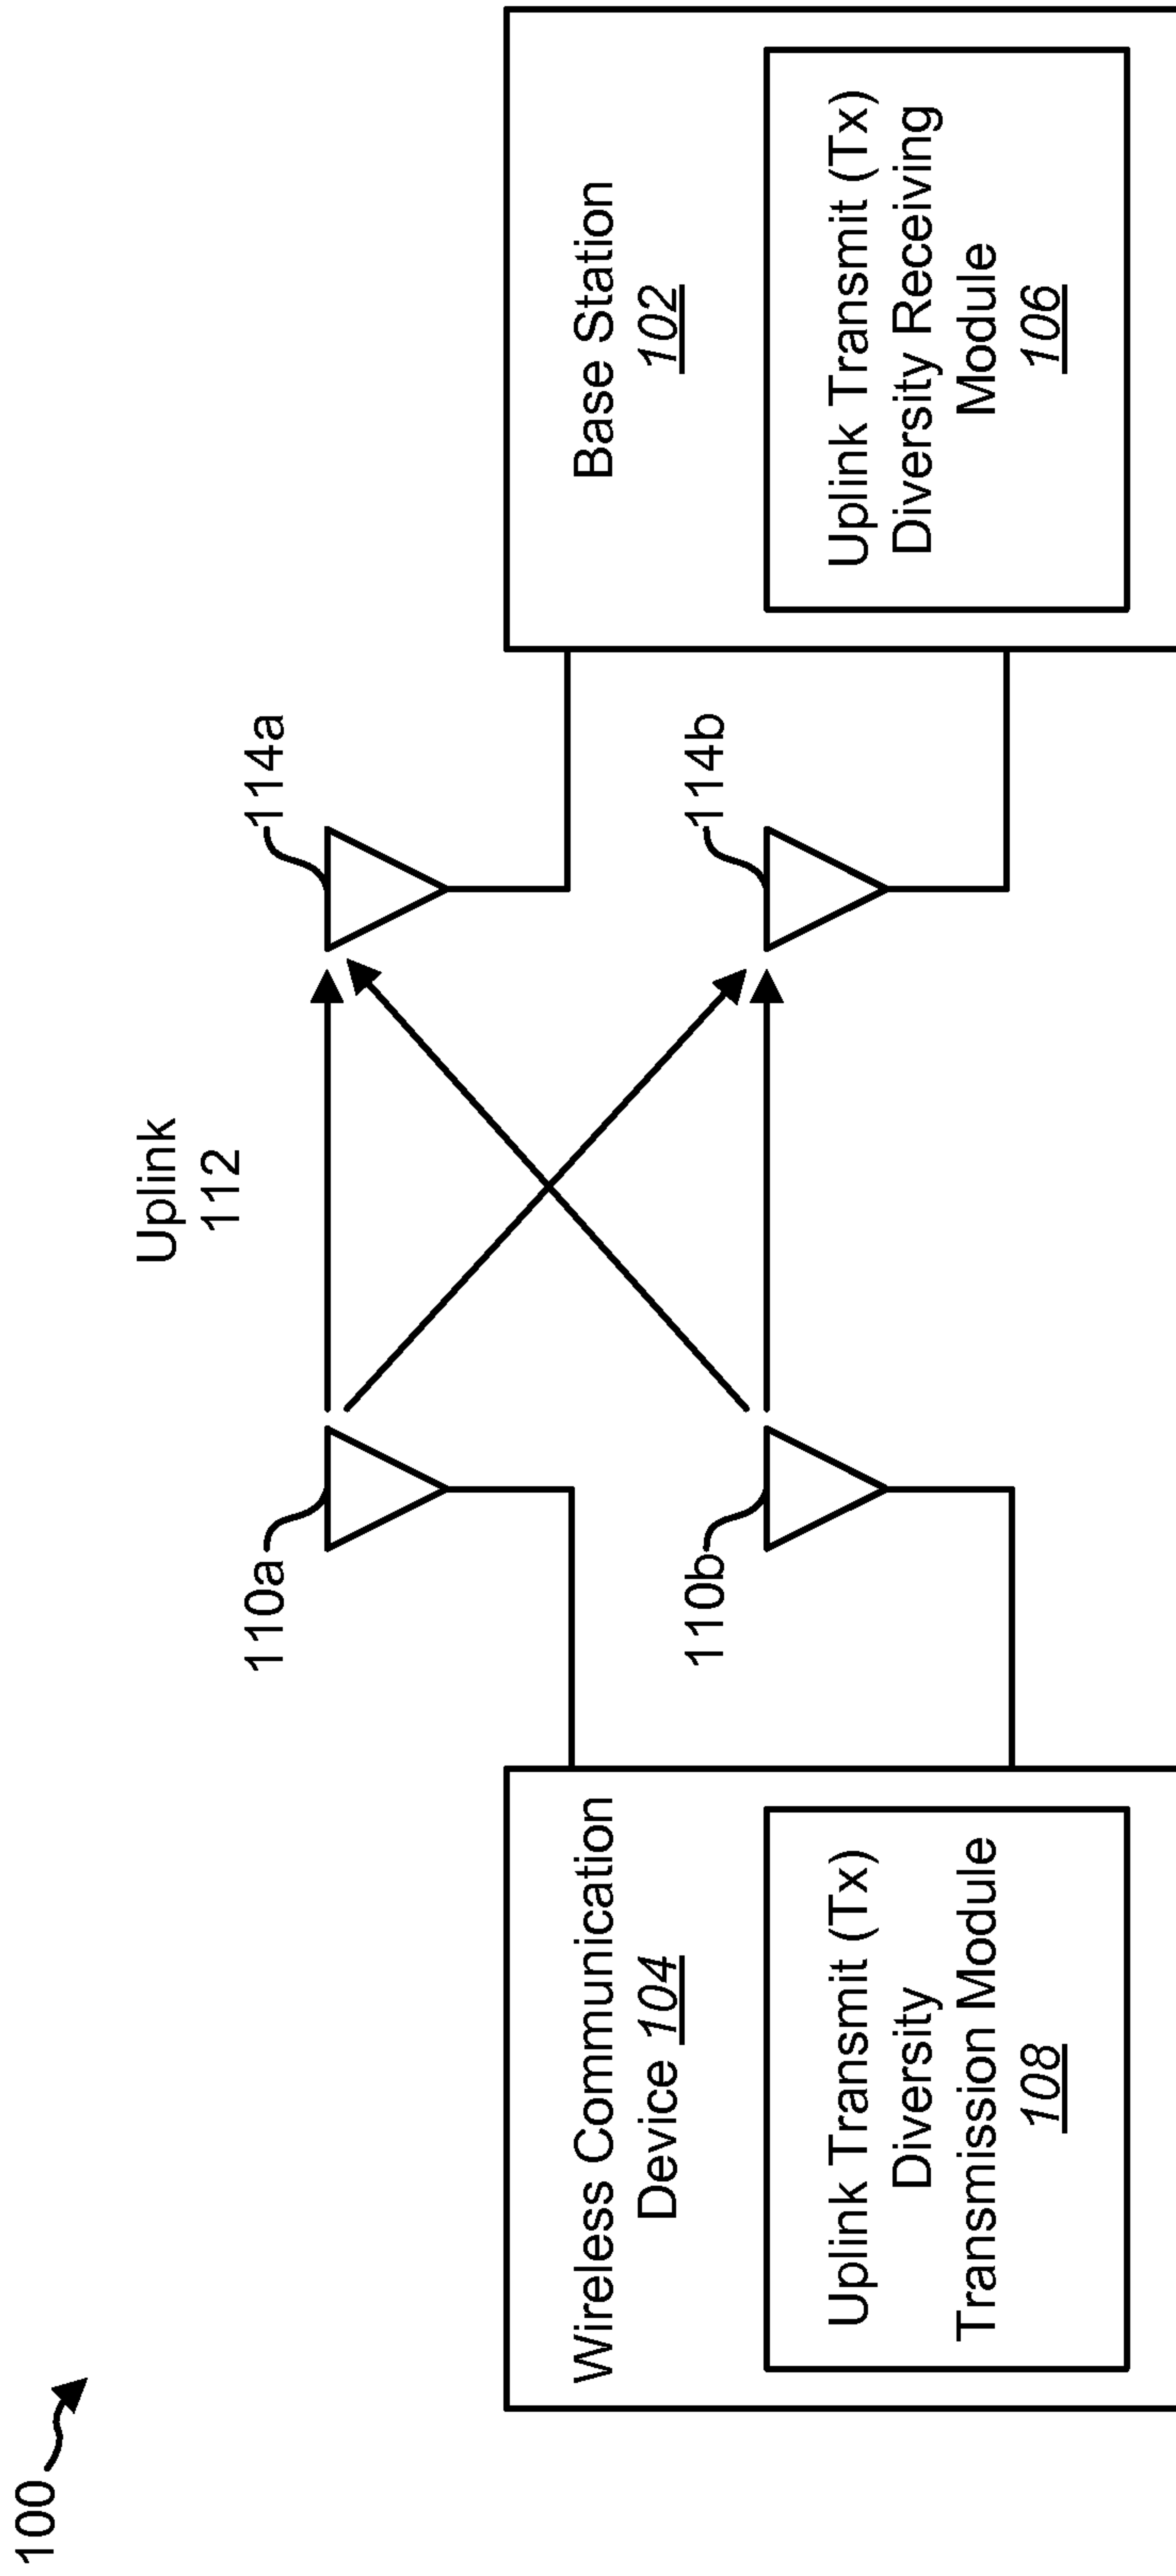 100
Uplink
112
110a
114a
110b
114b
Wireless Communication
Device 104
Uplink Transmit (Tx)
Diversity
Transmission Module
108
Base Station
102
Uplink Transmit (Tx)
Diversity Receiving
Module
106